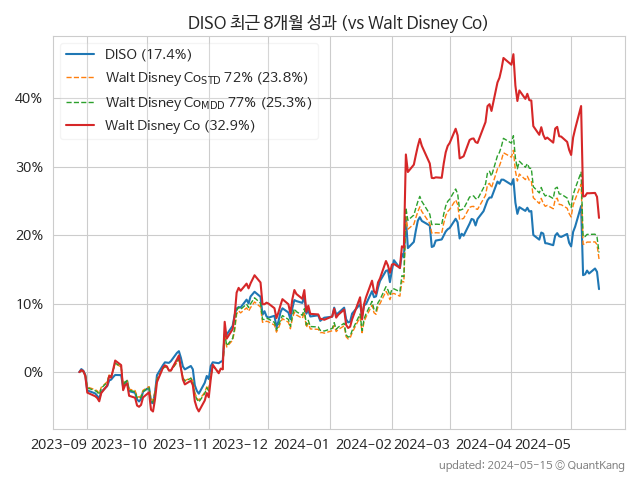 DISO 최근 8개월 성과 (vs Walt Disney Co)
DISO (17.4%)
Walt Disney CoSTD 72% (23.8%)
Walt Disney CoMDD 77% (25.3%)
Walt Disney Co (32.9%)
40%
30%
20%
10%
0%
2023-09 2023-10 2023-11 2023-12 2024-01 2024-02 2024-03 2024-04 2024-05
updated: 2024-05-15 © QuantKang